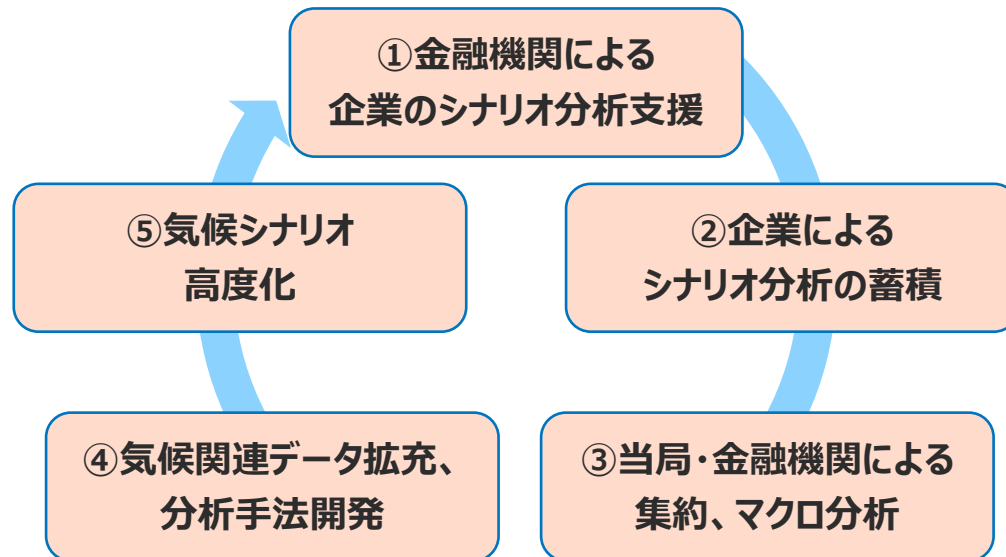 ①金融機関による
企業のシナリオ分析支援
②企業による
シナリオ分析の蓄積
③当局・金融機関による
集約、マクロ分析
④気候関連データ拡充、
分析手法開発
⑤気候シナリオ
高度化